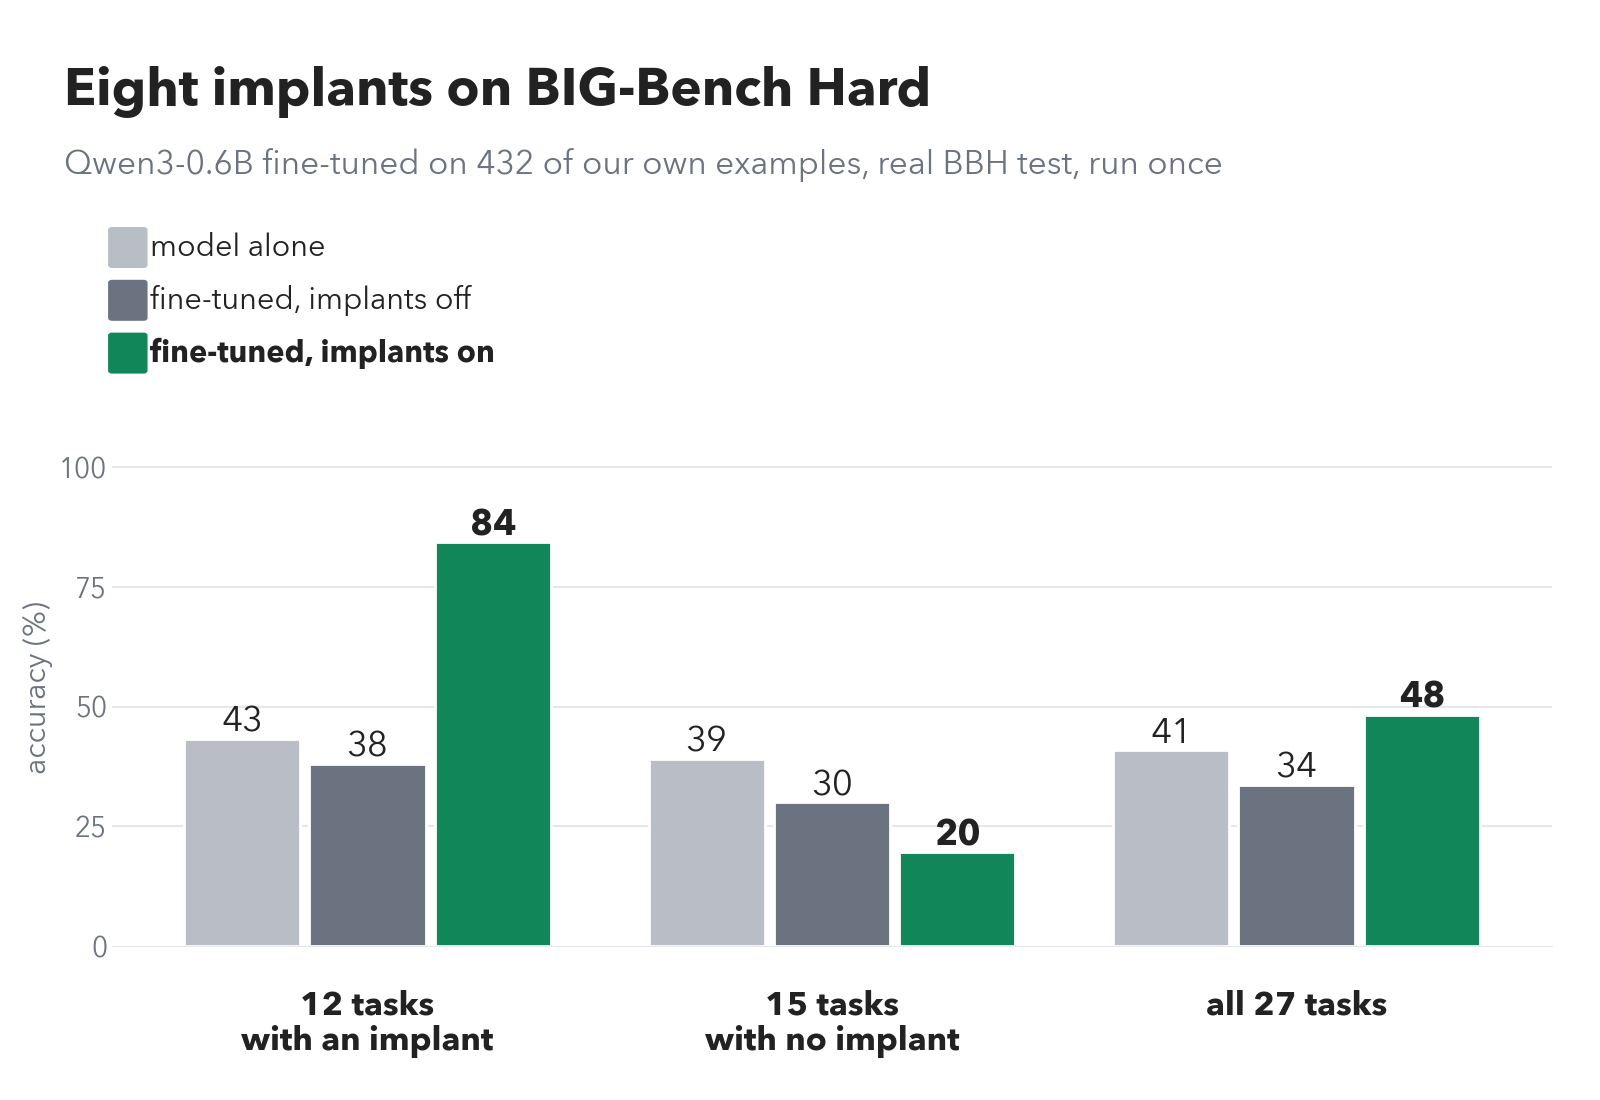 Eight implants on BIG-Bench Hard
Qwen3-0.6B fine-tuned on 432 of our own examples, real BBH test, run once
model alone
fine-tuned, implants off
fine-tuned, implants on
accuracy (%)
100
75
50
25
0
43
38
84
39
30
20
41
34
48
12 tasks
with an implant
15 tasks
with no implant
all 27 tasks